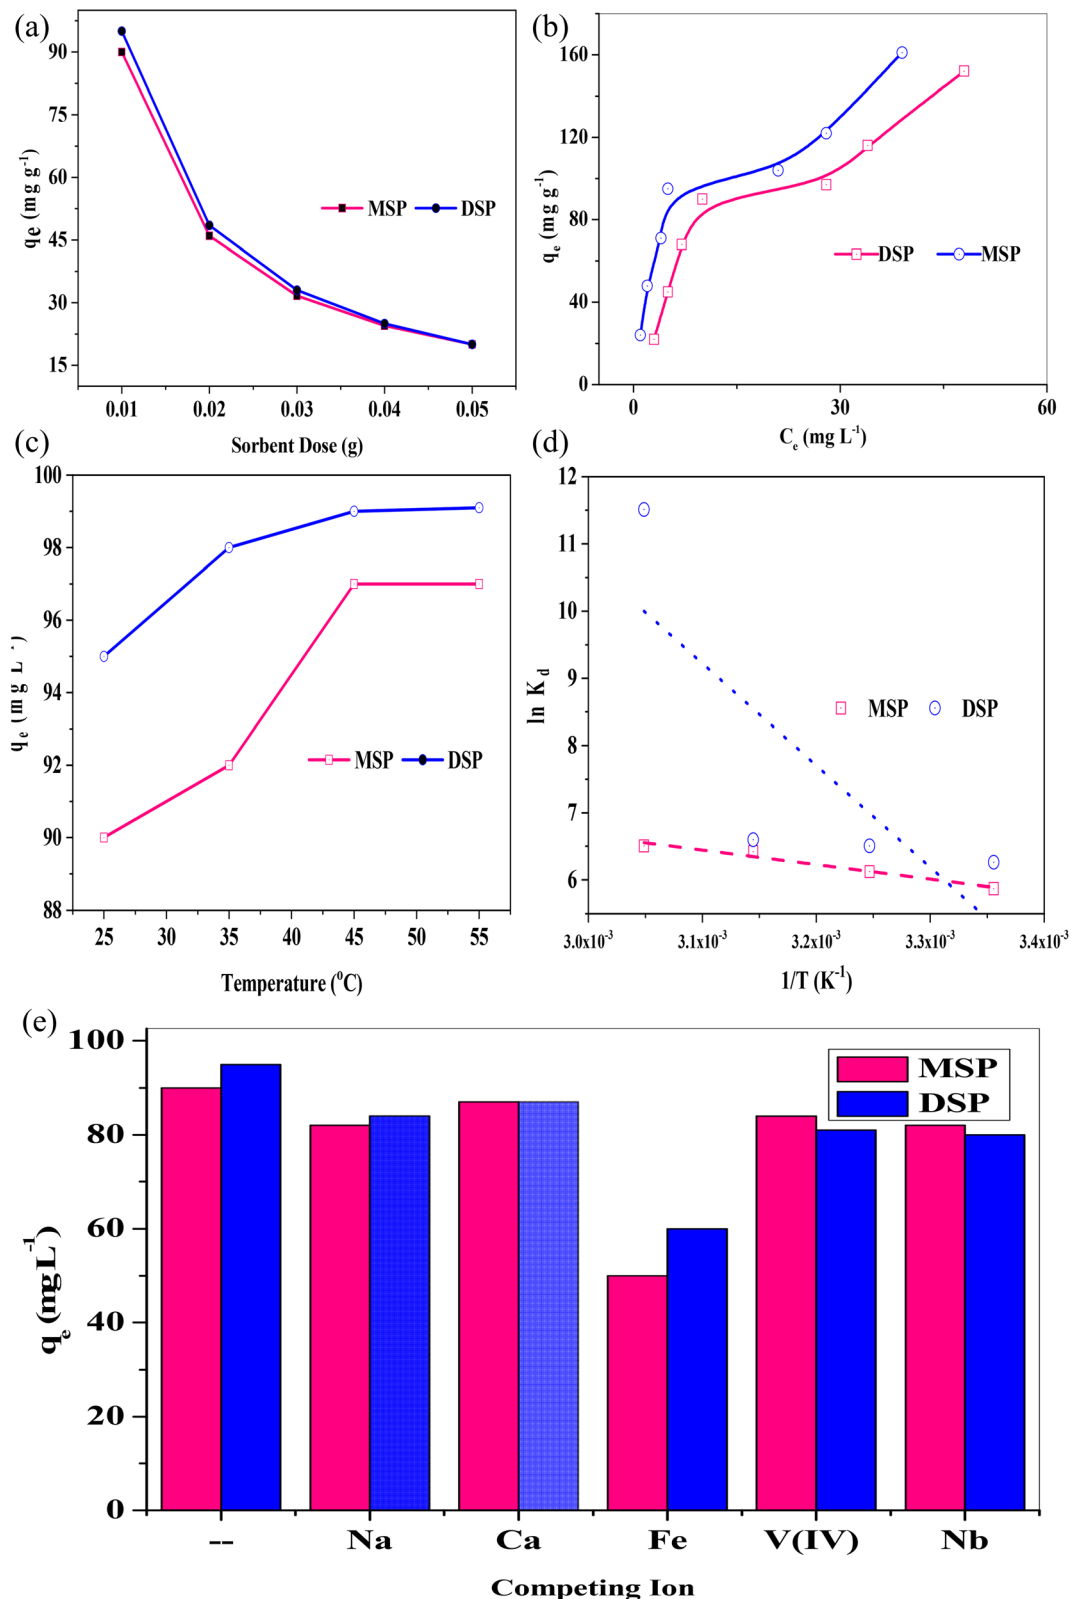 (a)
90
75
60
45
30
15
qe (mg g-1)
MSP DSP
0.01 0.02 0.03 0.04 0.05
Sorbent Dose (g)
(b)
160
120
80
40
0
qe (mg g-1)
DSP MSP
0 30 60
Ce (mg L-1)
(c)
100
98
96
94
92
90
88
qe (mg L
MSP DSP
25 35 40 45 55
Temperature (0C)
(d)
12
11
10
9
8
7
6
ln Kd
MSP DSP
3.0x10-3 3.1x10-3 3.2x10-3 3.3x10-3 3.4x10-3
1/T (K-1)
(e)
100
80
60
40
20
0
qe (mgL-1)
MSP
DSP
-- Na Ca Fe V(IV) Nb
Competing Ion